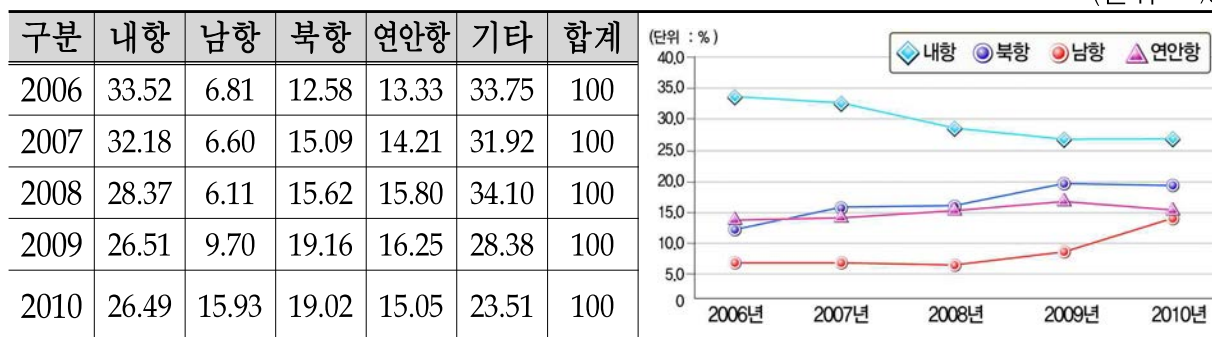 구분 내항 남항 북항 연안항 기타 합계
2006 33.52 6.81 12.58 13.33 33.75 100
2007 32.18 6.60 15.09 14.21 31.92 100
2008 28.37 6.11 15.62 15.80 34.10 100
2009 26.51 9.70 19.16 16.25 28.38 100
2010 26.49 15.93 19.02 15.05 23.51 100
(단위 : %)
내항 북항 남항 연안항
40,0
35,0
30,0
25,0
20,0
15,0
10,0
5,0
0
2006년 2007년 2008년 2009년 2010년